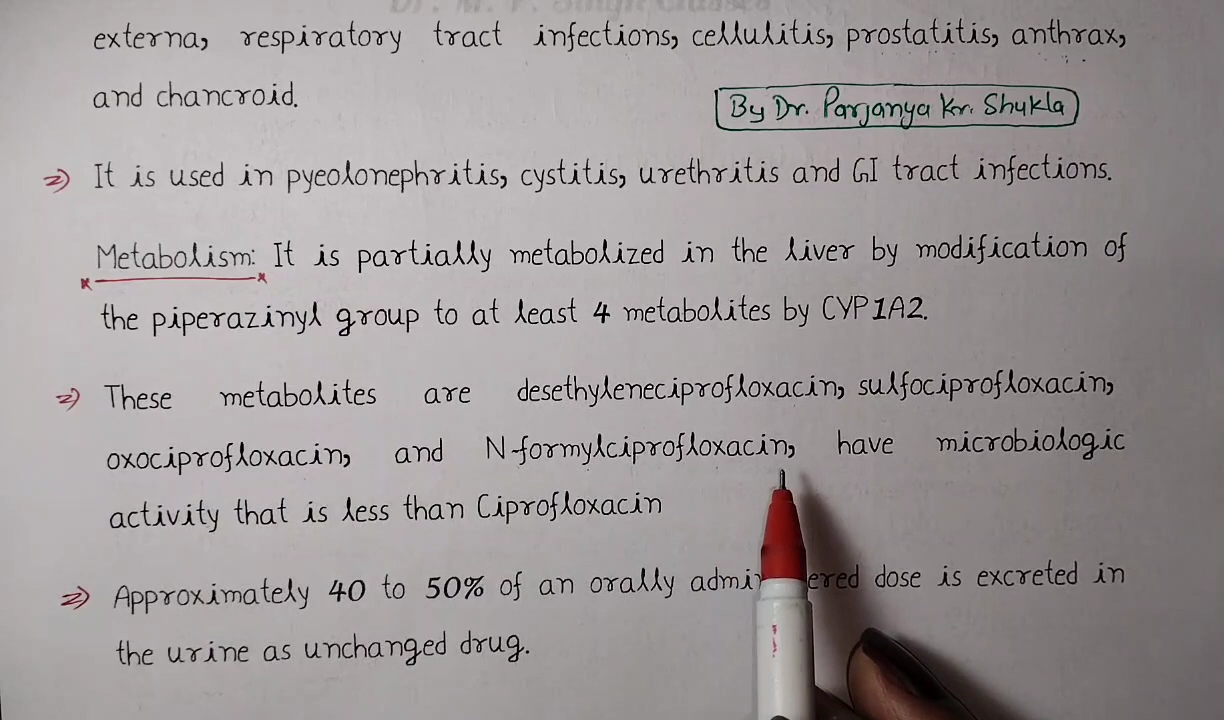 externa, respiratory tract infections, cellulitis, prostatitis, anthrax,
and chancroid.
By Dr. Parjanya Kr. Shukla
=) It is used in pyeolonephritis, cystitis, urethritis and GI tract infections.
Metabolism: It is partially metabolized in the liver by modification of
the piperazinyl group to at least 4 metabolites by CYP1A2.
=) These metabolites are desethyleneciprofloxacin, sulfociprofloxacin,
oxociprofloxacin, and N-formylciprofloxacin, have microbiologic
activity that is less than Ciprofloxacin
=) Approximately 40 to 50% of an orally admi ered dose is excreted in
the urine as unchanged drug.